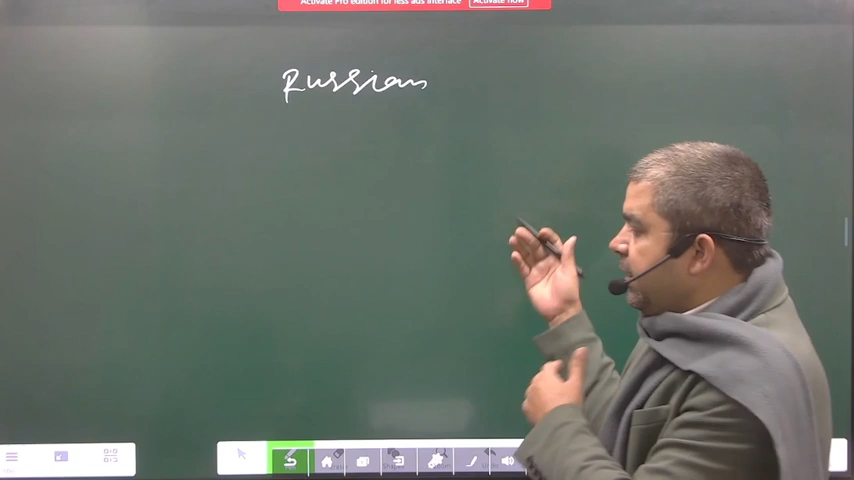 Activate Pro edition for less ads interface Activate now
Russian